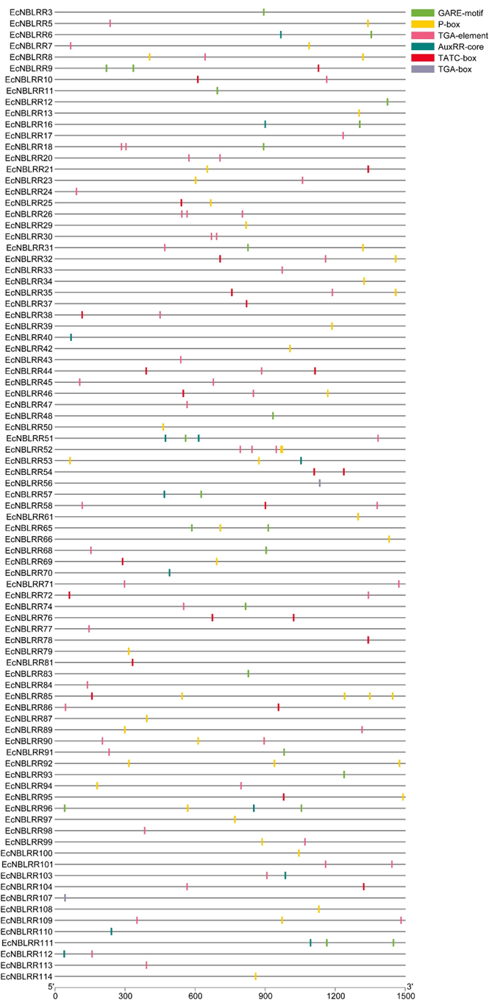 EcNBLRR3
GARE-motif
EcNBLRR5
P-box
EcNBLRR6
TGA-element
EcNBLRR7
AuxRR-core
EcNBLRR8
TATC-box
EcNBLRR9
TGA-box
EcNBLRR10
EcNBLRR11
EcNBLRR12
EcNBLRR13
EcNBLRR16
EcNBLRR17
EcNBLRR18
EcNBLRR20
EcNBLRR21
EcNBLRR23
EcNBLRR24
EcNBLRR25
EcNBLRR26
EcNBLRR29
EcNBLRR30
EcNBLRR31
EcNBLRR32
EcNBLRR33
EcNBLRR34
EcNBLRR35
EcNBLRR37
EcNBLRR38
EcNBLRR39
EcNBLRR40
EcNBLRR42
EcNBLRR43
EcNBLRR44
EcNBLRR45
EcNBLRR46
EcNBLRR47
EcNBLRR48
EcNBLRR50
EcNBLRR51
EcNBLRR52
EcNBLRR53
EcNBLRR54
EcNBLRR56
EcNBLRR57
EcNBLRR58
EcNBLRR61
EcNBLRR65
EcNBLRR66
EcNBLRR68
EcNBLRR69
EcNBLRR70
EcNBLRR71
EcNBLRR72
EcNBLRR74
EcNBLRR76
EcNBLRR77
EcNBLRR78
EcNBLRR79
EcNBLRR81
EcNBLRR83
EcNBLRR84
EcNBLRR85
EcNBLRR86
EcNBLRR87
EcNBLRR89
EcNBLRR90
EcNBLRR91
EcNBLRR92
EcNBLRR93
EcNBLRR94
EcNBLRR95
EcNBLRR96
EcNBLRR97
EcNBLRR98
EcNBLRR99
EcNBLRR100
EcNBLRR101
EcNBLRR103
EcNBLRR104
EcNBLRR107
EcNBLRR108
EcNBLRR109
EcNBLRR110
EcNBLRR111
EcNBLRR112
EcNBLRR113
EcNBLRR114
5' 3'
0 300 600 900 1200 1500